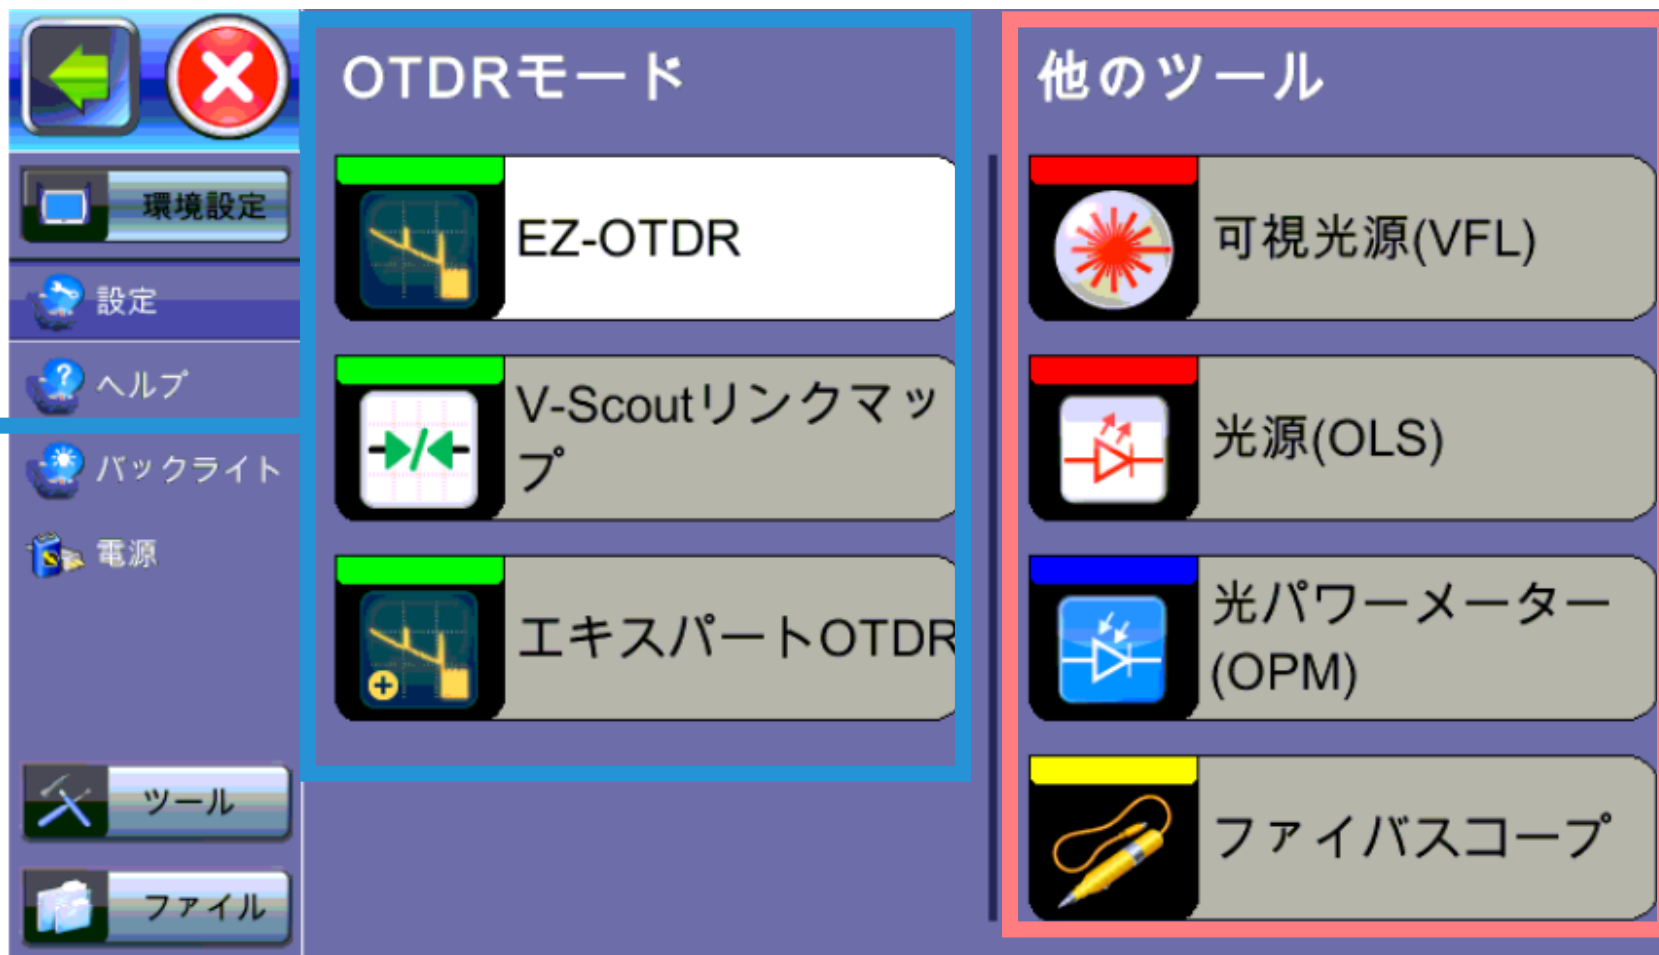 環境設定
設定
ヘルプ
バックライト
電源
ツール
ファイル
OTDRモード
EZ-OTDR
V-Scoutリンクマッ
プ
エキスパートOTDR
他のツール
可視光源(VFL)
光源(OLS)
光パワーメーター
(OPM)
ファイバスコープ